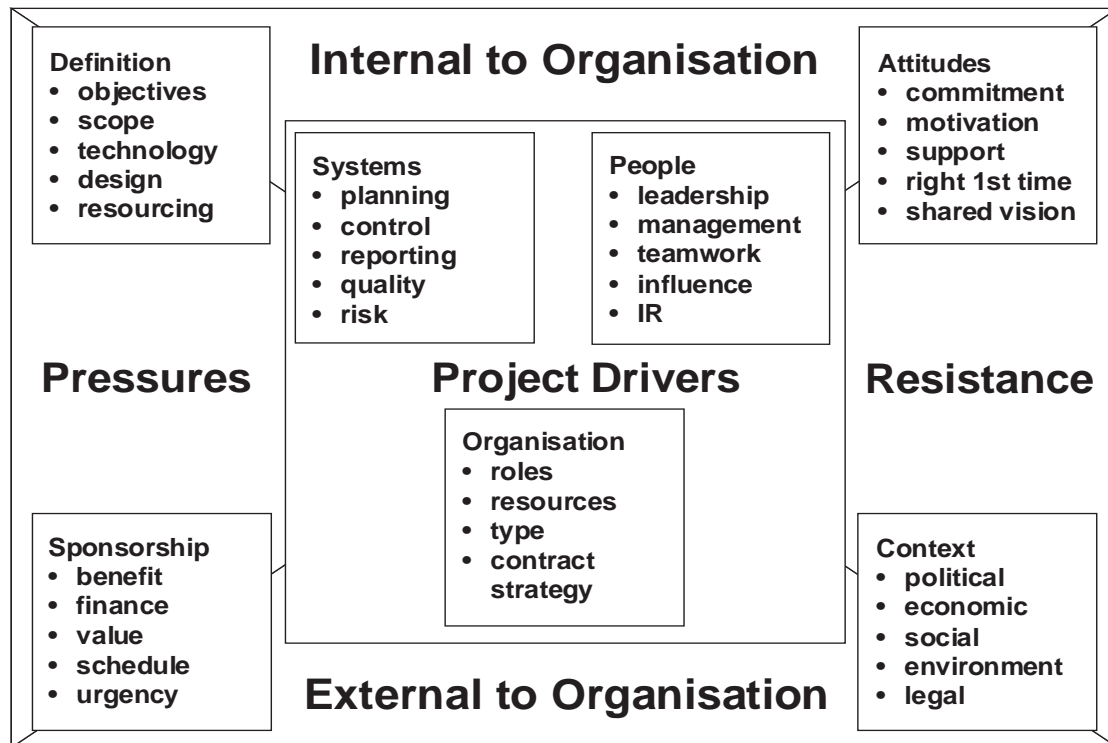 Internal to Organisation
Definition
• objectives
• scope
• technology
• design
• resourcing
Attitudes
• commitment
• motivation
• support
• right 1st time
• shared vision
Systems
• planning
• control
• reporting
• quality
• risk
People
• leadership
• management
• teamwork
• influence
• IR
Pressures
Project Drivers
Resistance
Organisation
• roles
• resources
• type
• contract
strategy
Sponsorship
• benefit
• finance
• value
• schedule
• urgency
Context
• political
• economic
• social
• environment
• legal
External to Organisation